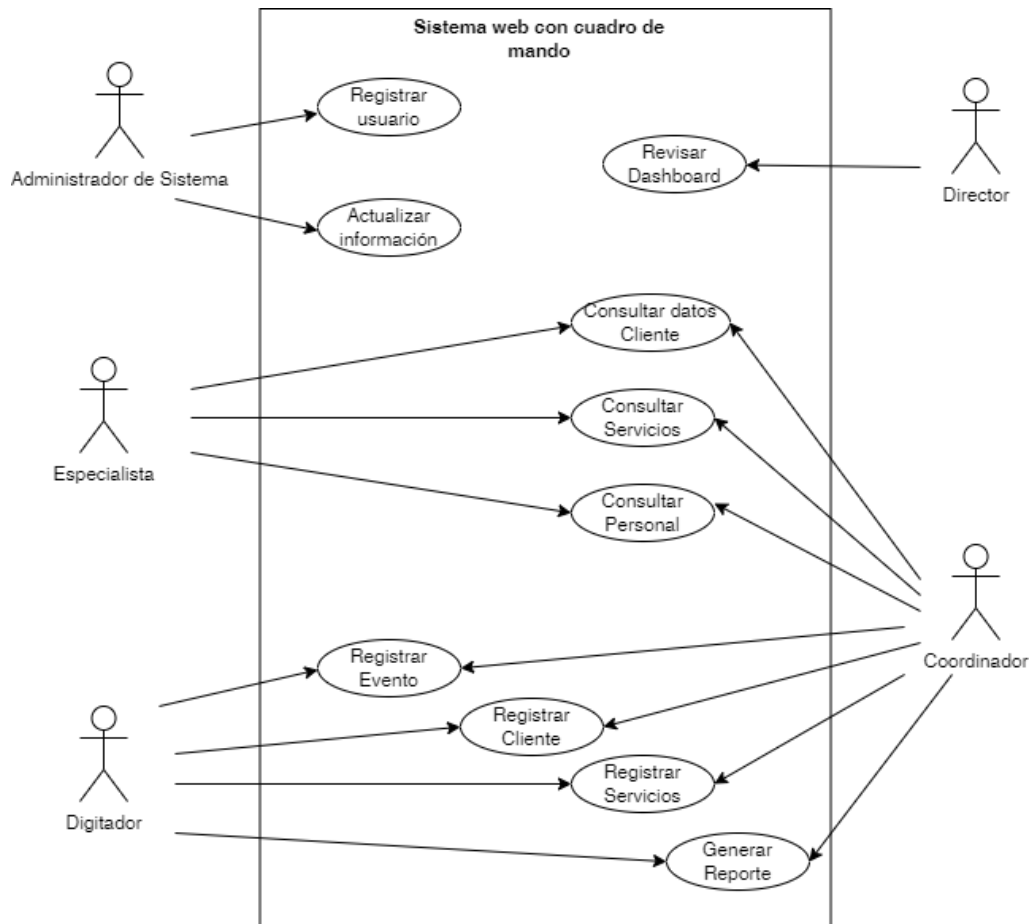 Sistema web con cuadro de
mando
Registrar
usuario
Administrador de Sistema
Revisar
Dashboard
Director
Actualizar
información
Consultar datos
Cliente
Especialista
Consultar
Servicios
Consultar
Personal
Coordinador
Registrar
Evento
Registrar
Cliente
Registrar
Servicios
Digitador
Generar
Reporte